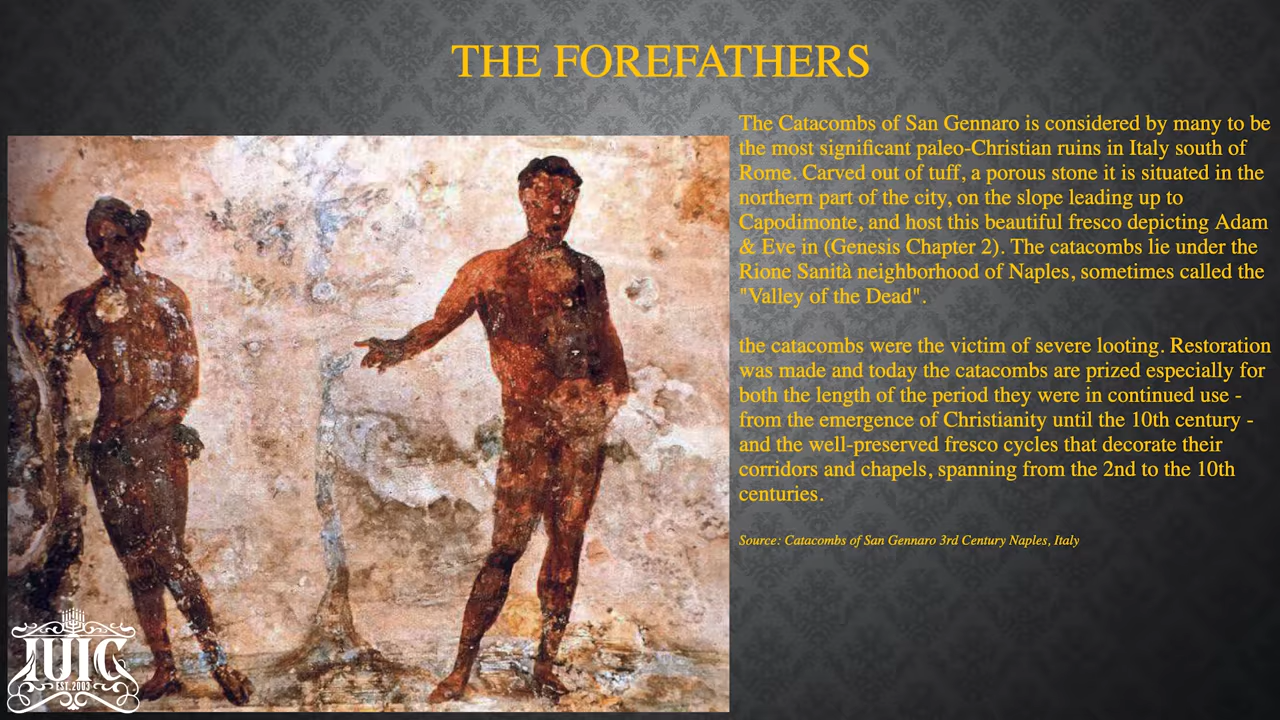 THE FOREFATHERS
The Catacombs of San Gennaro is considered by many to be
the most significant paleo-Christian ruins in Italy south of
Rome. Carved out of tuff, a porous stone it is situated in the
northern part of the city, on the slope leading up to
Capodimonte, and host this beautiful fresco depicting Adam
& Eve in (Genesis Chapter 2). The catacombs lie under the
Rione Sanità neighborhood of Naples, sometimes called the
"Valley of the Dead".
the catacombs were the victim of severe looting. Restoration
was made and today the catacombs are prized especially for
both the length of the period they were in continued use -
from the emergence of Christianity until the 10th century -
and the well-preserved fresco cycles that decorate their
corridors and chapels, spanning from the 2nd to the 10th
centuries.
Source: Catacombs of San Gennaro 3rd Century Naples, Italy
IUIC
EST. 2003